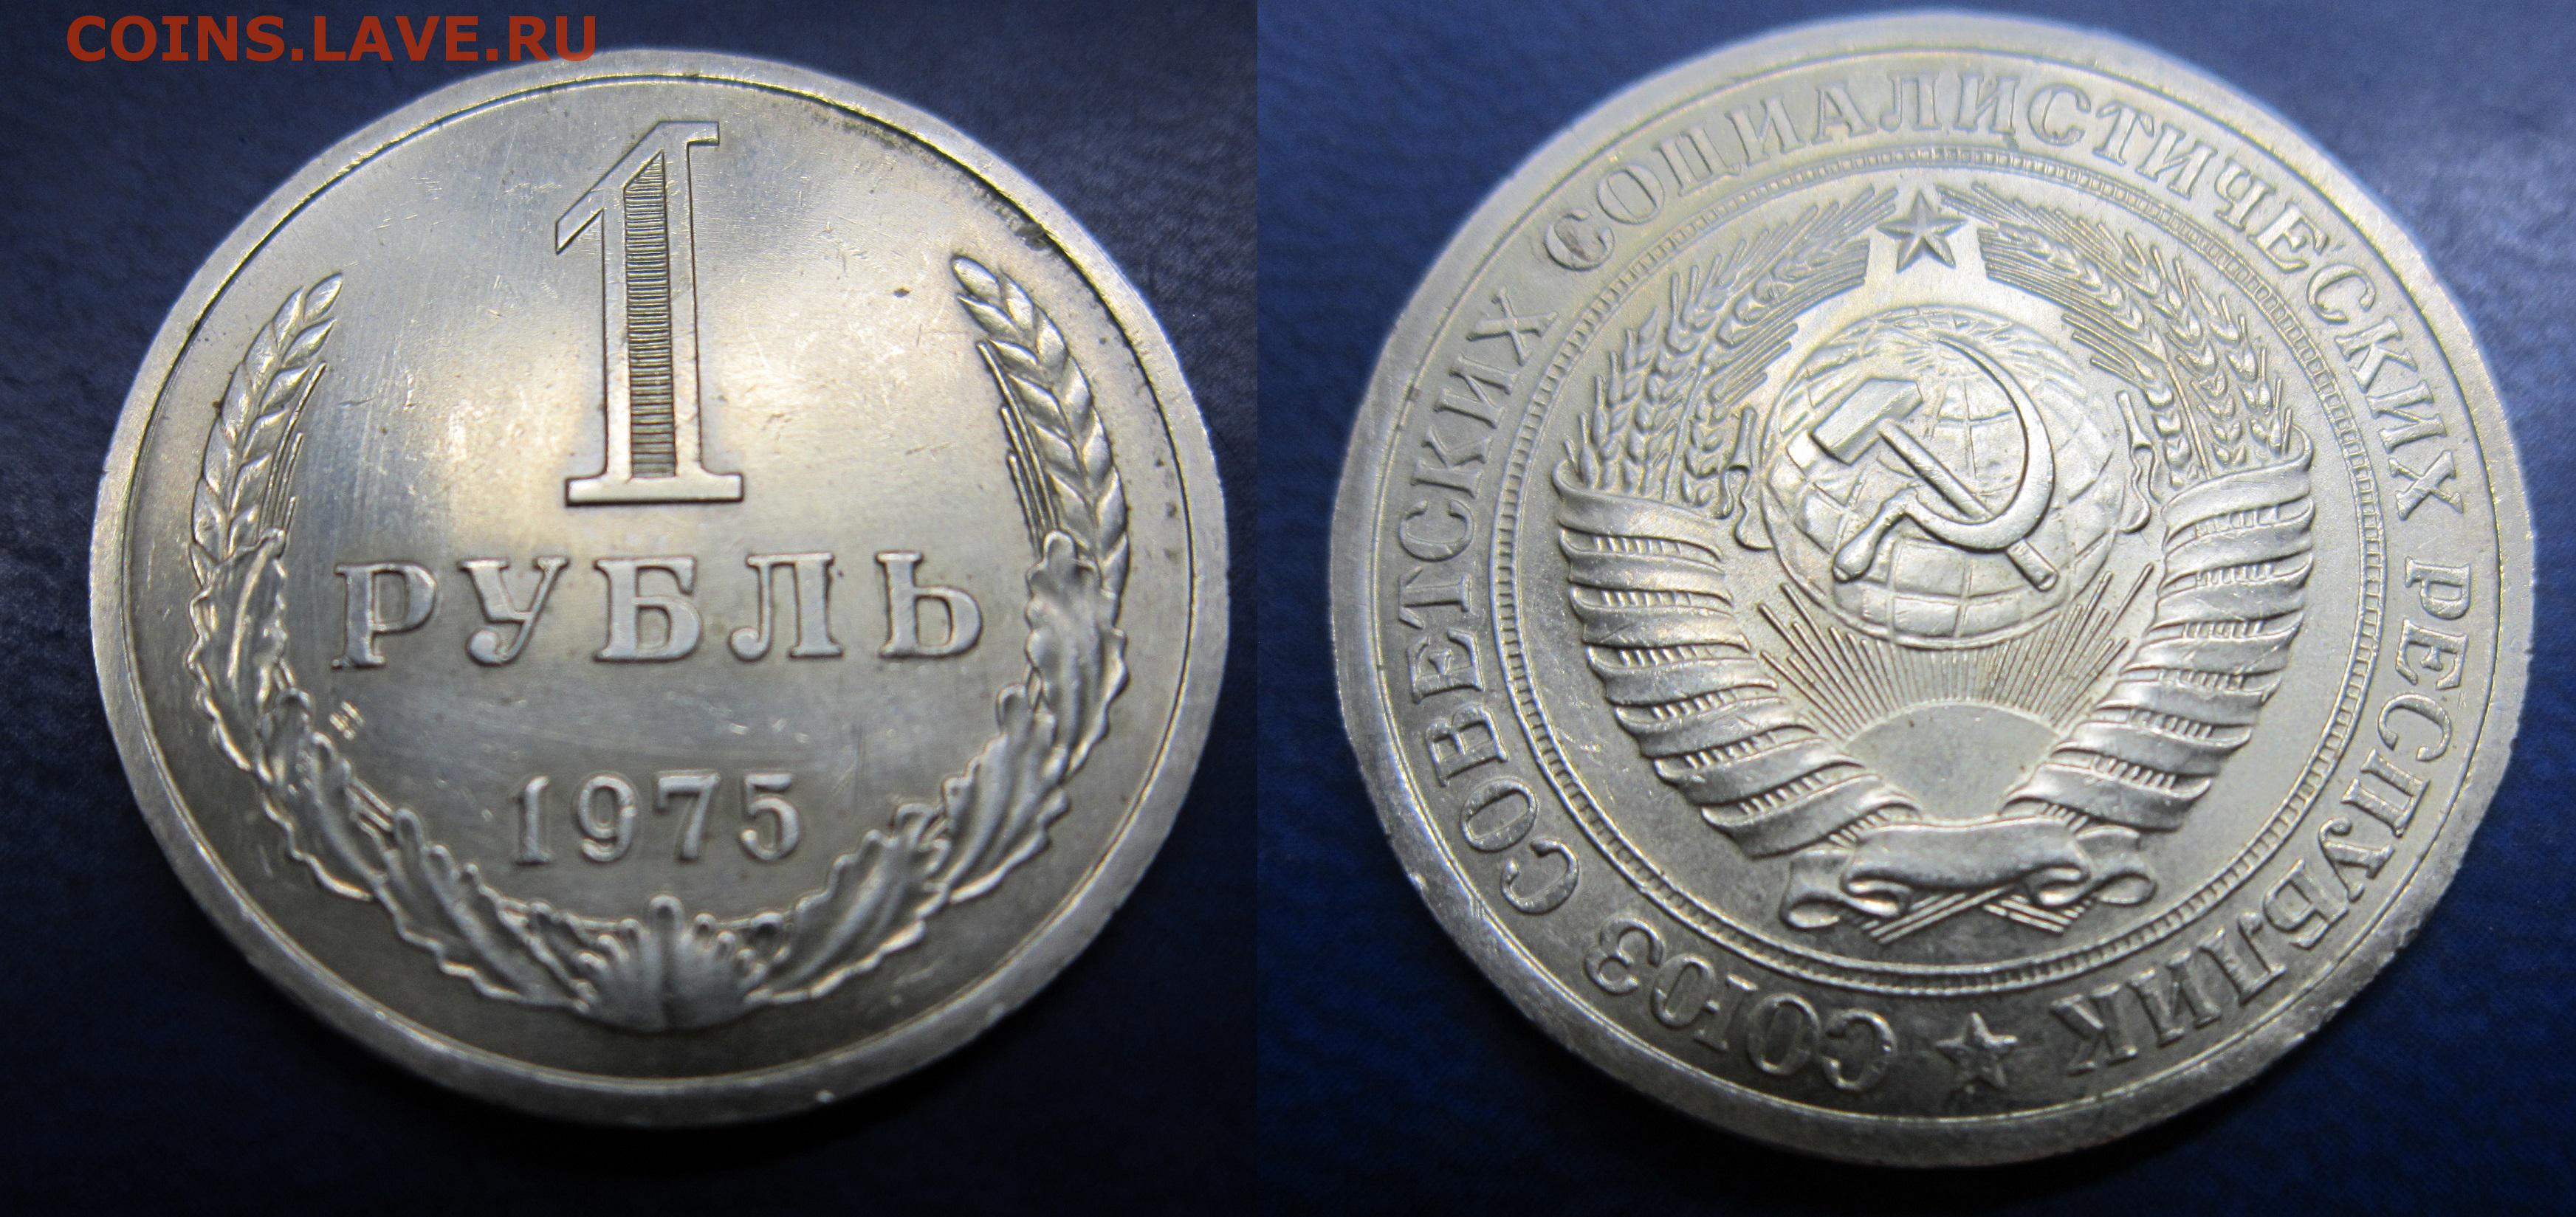 COINS.LAVE.RU
1
РУБЛЬ
1975
СОЮЗ СОВЕТСКИХ СОЦИАЛИСТИЧЕСКИХ РЕСПУБЛИК